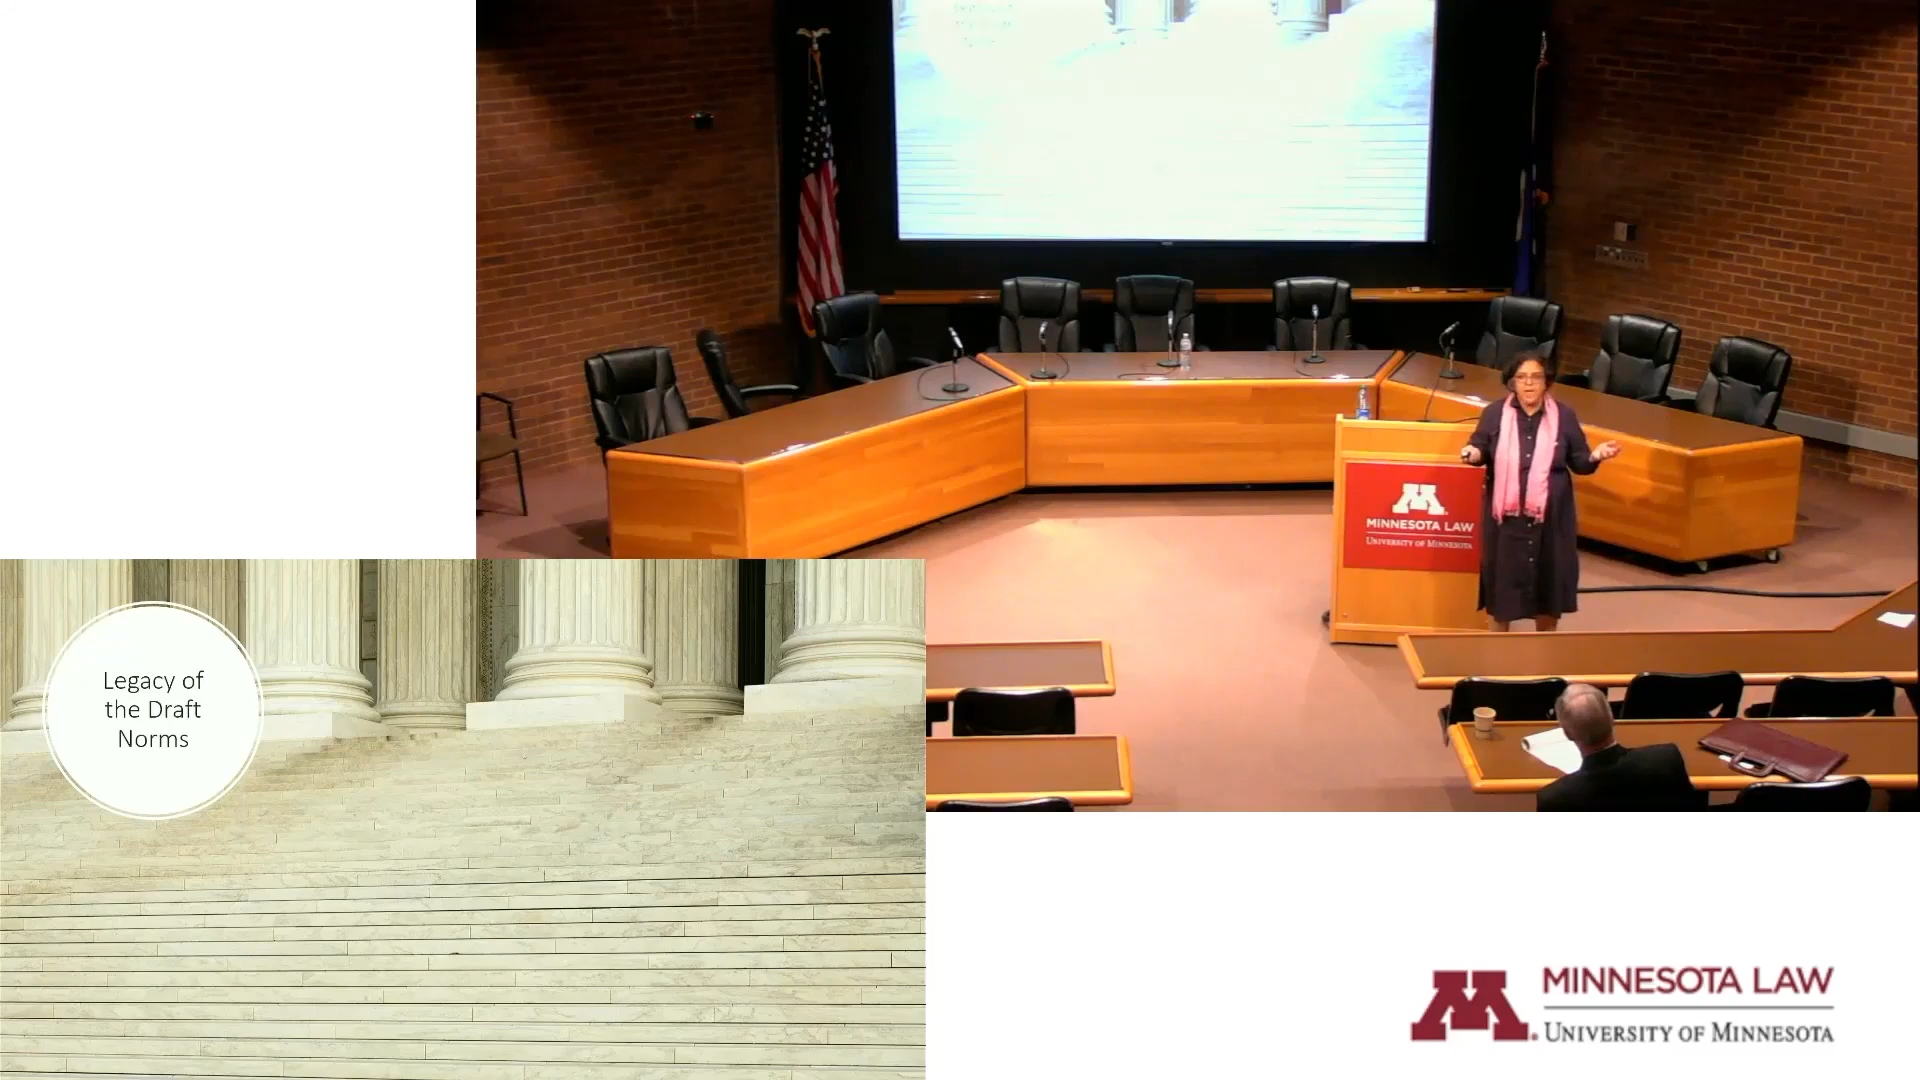 MINNESOTA LAW
UNIVERSITY OF MINNESOTA
Legacy of
the Draft
Norms
MINNESOTA LAW
UNIVERSITY OF MINNESOTA